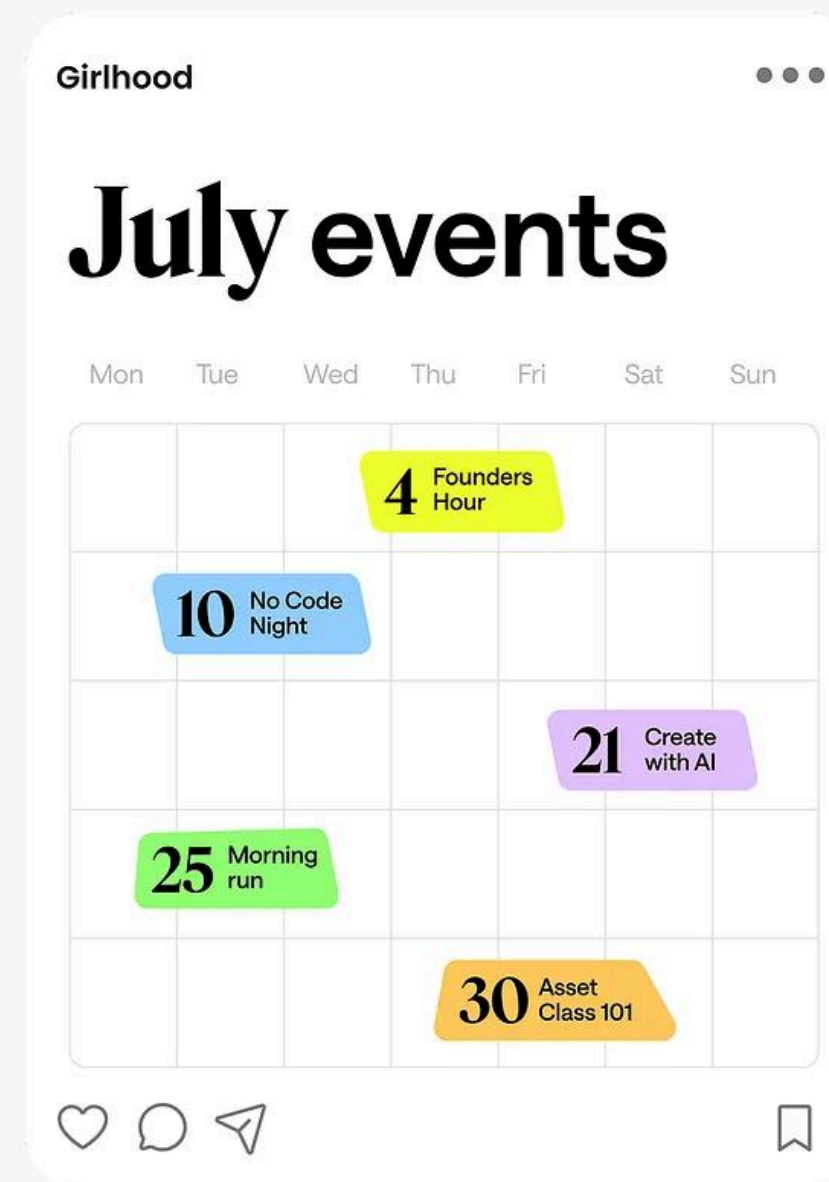 Girlhood
July events
Mon Tue Wed Thu Fri Sat Sun
4 Founders
Hour
10 No Code
Night
21 Create
with AI
25 Morning
run
30 Asset
Class 101